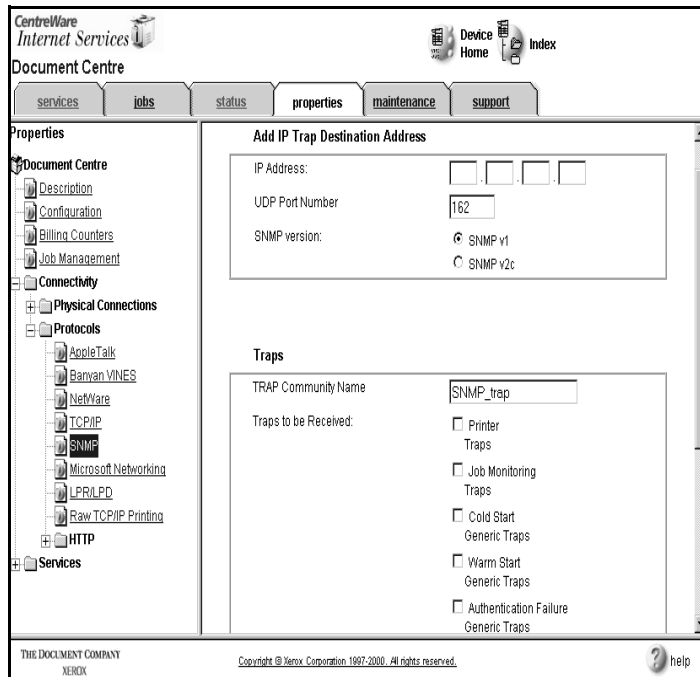 CentreWare
Internet Services
Device Home
Index
Document Centre
services
jobs
status
properties
maintenance
support
Properties
Document Centre
Description
Configuration
Billing Counters
Job Management
Connectivity
Physical Connections
Protocols
AppleTalk
Banyan VINES
NetWare
TCP/IP
SNMP
Microsoft Networking
LPR/LPD
Raw TCP/IP Printing
HTTP
Services
Add IP Trap Destination Address
IP Address: . . .
UDP Port Number 162
SNMP version: SNMP v1
SNMP v2c
Traps
TRAP Community Name SNMP_trap
Traps to be Received: Printer
Traps
Job Monitoring
Traps
Cold Start
Generic Traps
Warm Start
Generic Traps
Authentication Failure
Generic Traps
THE DOCUMENT COMPANY
XEROX
Copyright © Xerox Corporation 1997-2000. All rights reserved.
? help